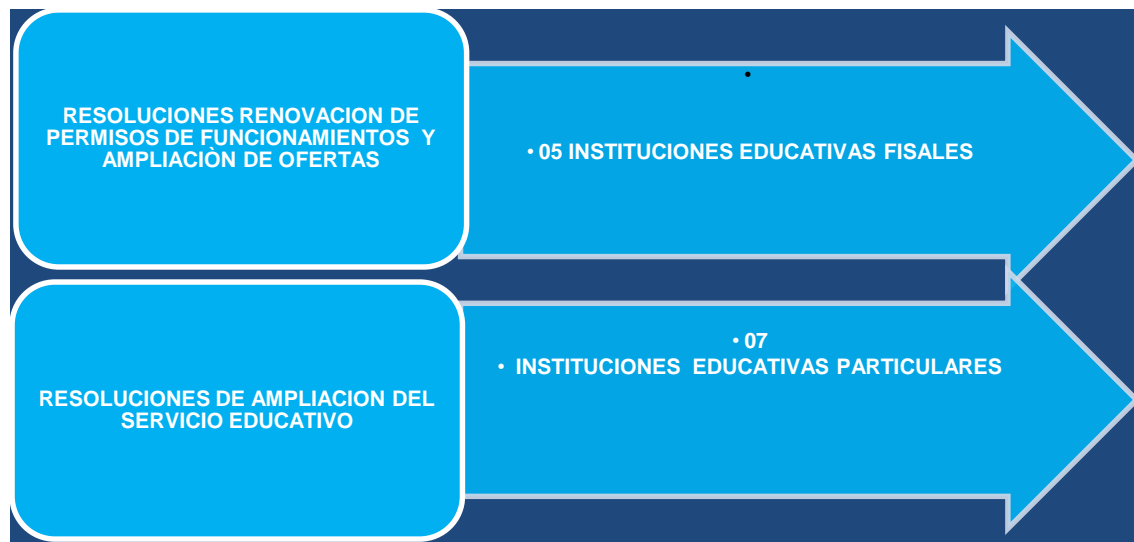 RESOLUCIONES RENOVACION DE
PERMISOS DE FUNCIONAMIENTOS Y
AMPLIACIÒN DE OFERTAS
•
• 05 INSTITUCIONES EDUCATIVAS FISALES
RESOLUCIONES DE AMPLIACION DEL
SERVICIO EDUCATIVO
• 07
• INSTITUCIONES EDUCATIVAS PARTICULARES